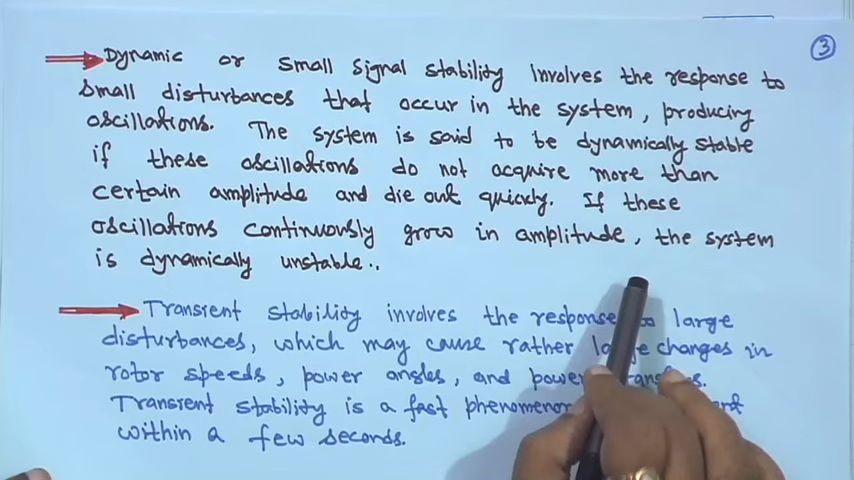 3
Dynamic or small signal stability involves the response to
small disturbances that occur in the system, producing
oscillations. The system is said to be dynamically stable
if these oscillations do not acquire more than
certain amplitude and die out quickly. If these
oscillations continuously grow in amplitude, the system
is dynamically unstable..
Transient stability involves the response to large
disturbances, which may cause rather large changes in
rotor speeds, power angles, and power
Transient stability is a fast phenomenon
within a few seconds.